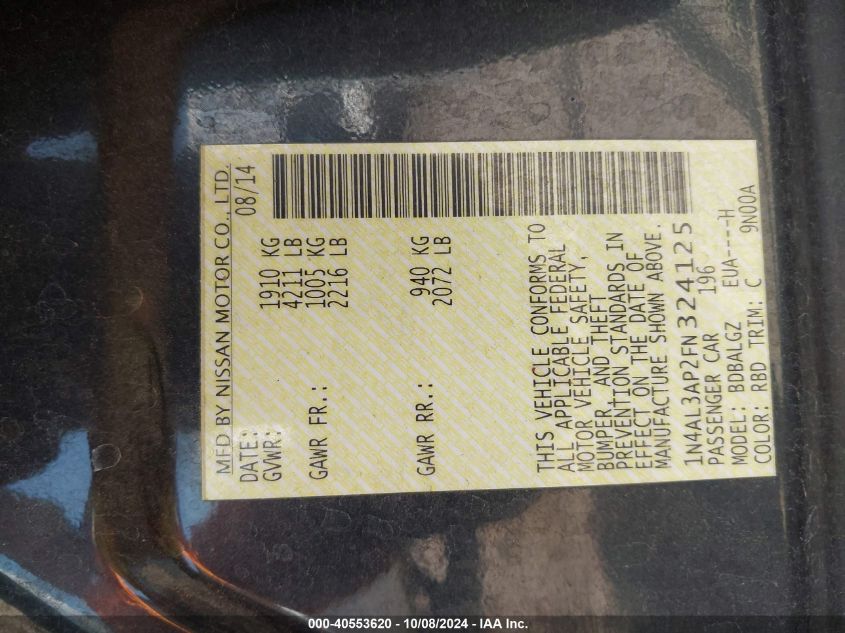 MFD BY NISSAN MOTOR CO., LTD.
DATE: 08/14
GVWR: 1910 KG
4211 LB
GAWR FR.: 1005 KG
2216 LB
GAWR RR.: 940 KG
2072 LB
THIS VEHICLE CONFORMS TO
ALL APPLICABLE FEDERAL
MOTOR VEHICLE SAFETY,
BUMPER, AND THEFT
PREVENTION STANDARDS IN
EFFECT ON THE DATE OF
MANUFACTURE SHOWN ABOVE.
1N4AL3AP2FN324125
PASSENGER CAR 196
MODEL: BDBALGZ EUA----H
COLOR: RBD TRIM: C 9N00A
000-40553620 - 10/08/2024 - IAA Inc.